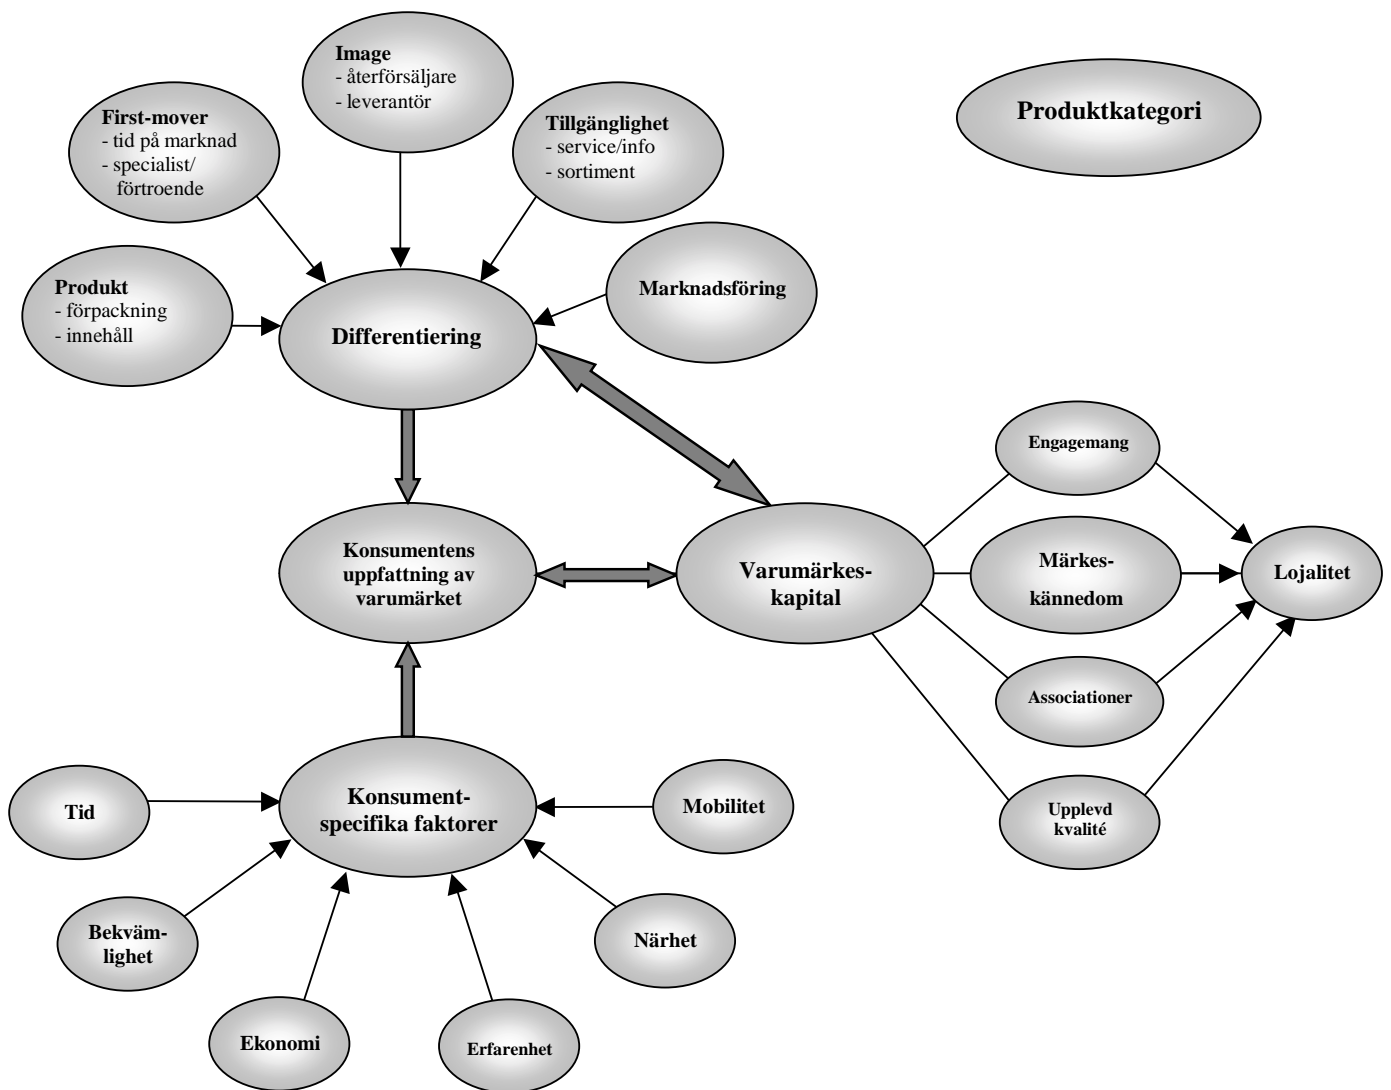 Image
- återförsäljare
- leverantör
Produktkategori
First-mover
- tid på marknad
- specialist/
förtroende
Tillgänglighet
- service/info
- sortiment
Produkt
- förpackning
- innehåll
Marknadsföring
Differentiering
Engagemang
Konsumentens
uppfattning av
varumärket
Varumärkes-
kapital
Märkes-
kännedom
Lojalitet
Associationer
Upplevd
kvalité
Konsument-
specifika faktorer
Tid
Mobilitet
Bekväm-
lighet
Närhet
Ekonomi
Erfarenhet